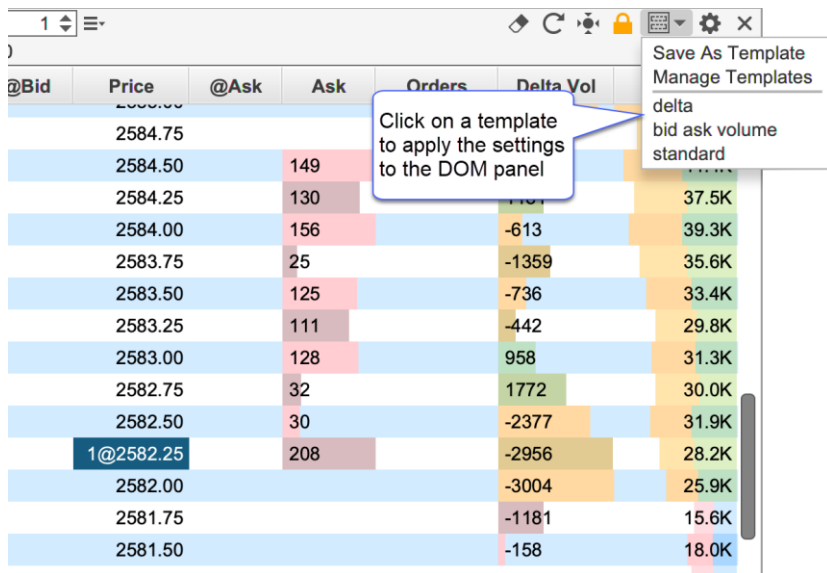 1
Save As Template
Manage Templates
delta
bid ask volume
standard
@Bid Price @Ask Ask Orders Delta Vol
Click on a template
to apply the settings
to the DOM panel
2584.75
2584.50 149
2584.25 130 37.5K
2584.00 156 -613 39.3K
2583.75 25 -1359 35.6K
2583.50 125 -736 33.4K
2583.25 111 -442 29.8K
2583.00 128 958 31.3K
2582.75 32 1772 30.0K
2582.50 30 -2377 31.9K
1@2582.25 208 -2956 28.2K
2582.00 -3004 25.9K
2581.75 -1181 15.6K
2581.50 -158 18.0K